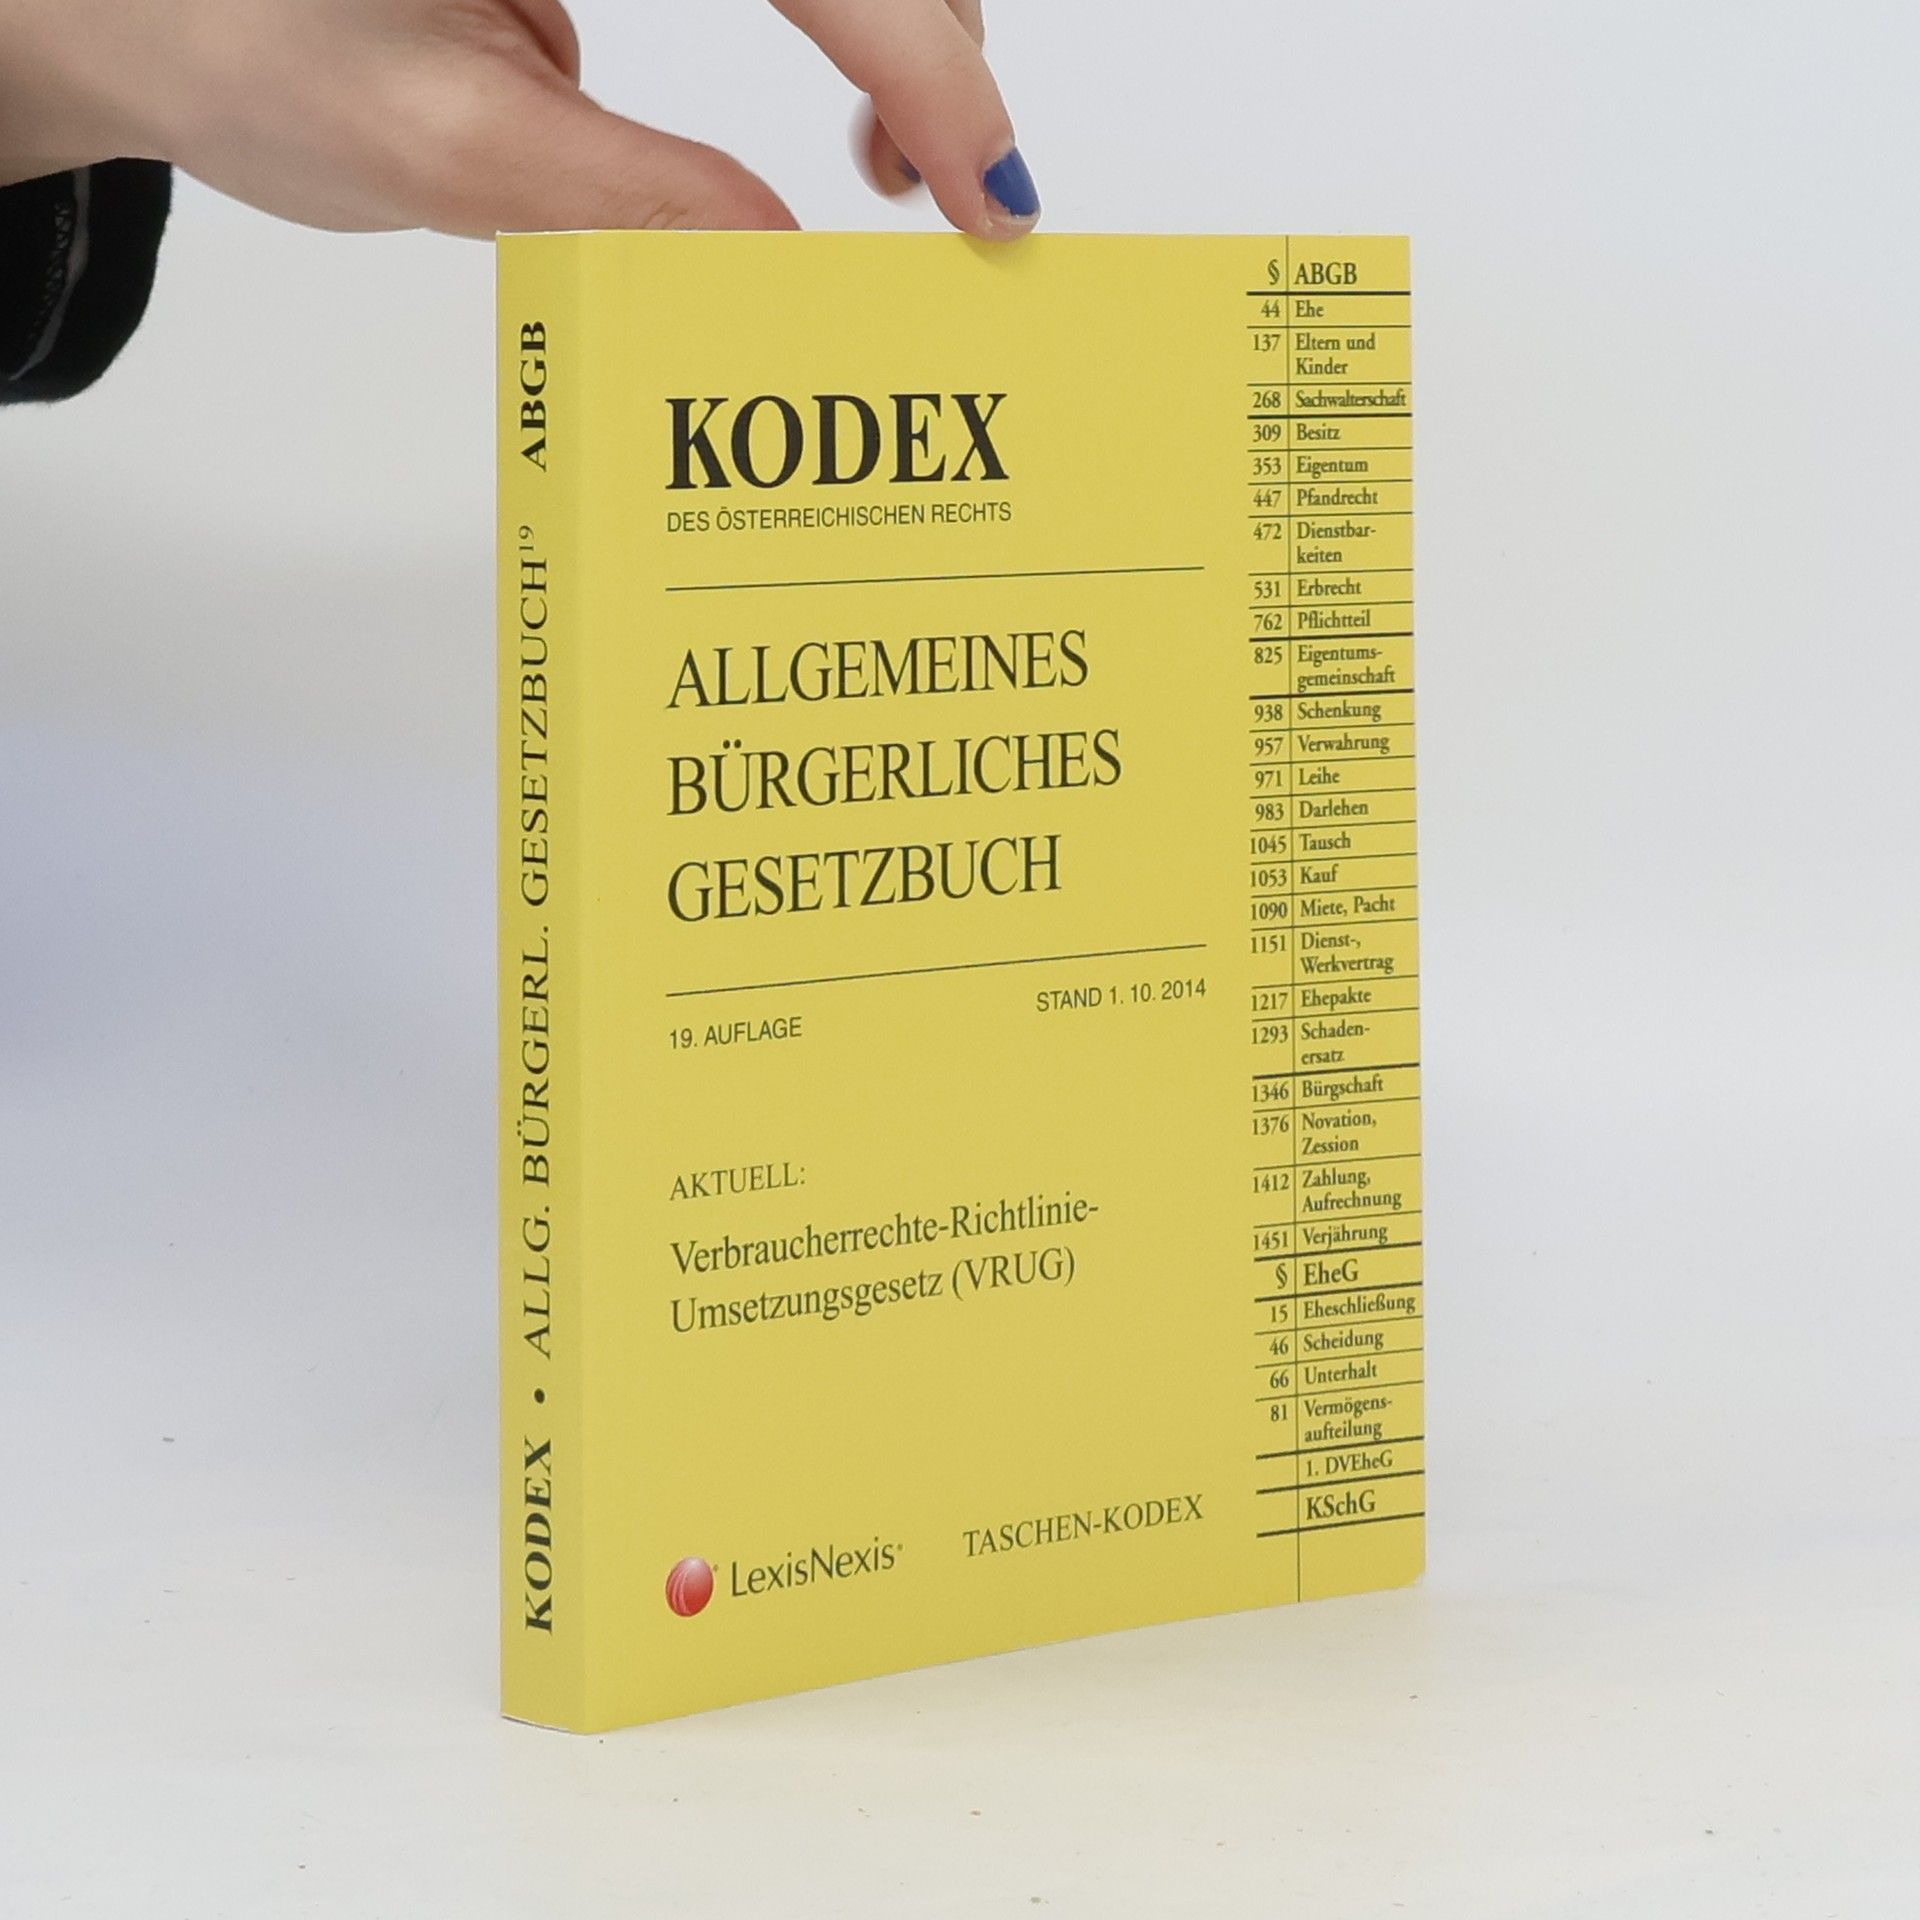 KODEX • ALLG. BÜRGERL. GESETZBUCH¹⁹ ABGB
KODEX
DES ÖSTERREICHISCHEN RECHTS
ALLGEMEINES
BÜRGERLICHES
GESETZBUCH
19. AUFLAGE
STAND 1. 10. 2014
AKTUELL:
Verbraucherrechte-Richtlinie-
Umsetzungsgesetz (VRUG)
LexisNexis®
TASCHEN-KODEX
§ ABGB
44 Ehe
137 Eltern und
Kinder
268 Sachwalterschaft
309 Besitz
353 Eigentum
447 Pfandrecht
472 Dienstbar-
keiten
531 Erbrecht
762 Pflichtteil
825 Eigentums-
gemeinschaft
938 Schenkung
957 Verwahrung
971 Leihe
983 Darlehen
1045 Tausch
1053 Kauf
1090 Miete, Pacht
1151 Dienst-,
Werkvertrag
1217 Ehepakte
1293 Schaden-
ersatz
1346 Bürgschaft
1376 Novation,
Zession
1412 Zahlung,
Aufrechnung
1451 Verjährung
§ EheG
15 Eheschließung
46 Scheidung
66 Unterhalt
81 Vermögens-
aufteilung
1. DVEheG
KSchG